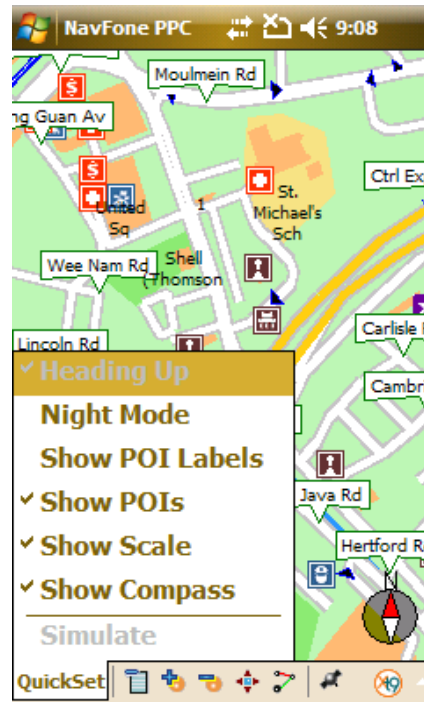 NavFone PPC 9:08
Moulmein Rd
ng Guan Av
Ctrl Ex
United
Sq
1
St.
Michael's
Sch
Wee Nam Rd
Shell
(Thomson
Carlisle
Lincoln Rd
Heading Up
Cambr
Night Mode
Show POI Labels
Show POIs
Java Rd
Show Scale
Hertford R
Show Compass
N
Simulate
QuickSet